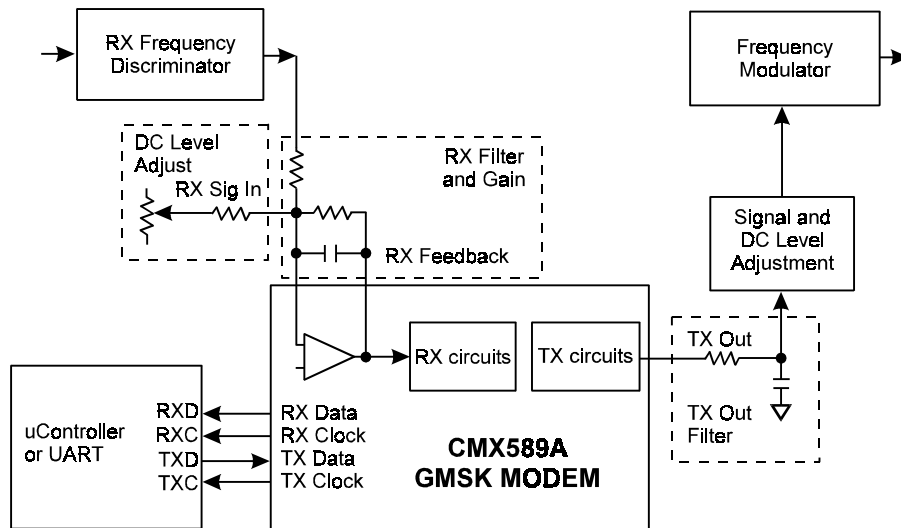 RX Frequency
Discriminator
Frequency
Modulator
DC Level
Adjust
RX Sig In
RX Filter
and Gain
RX Feedback
Signal and
DC Level
Adjustment
RX circuits
TX circuits
TX Out
TX Out
Filter
uController
or UART
RXD
RXC
TXD
TXC
RX Data
RX Clock
TX Data
TX Clock
CMX589A
GMSK MODEM